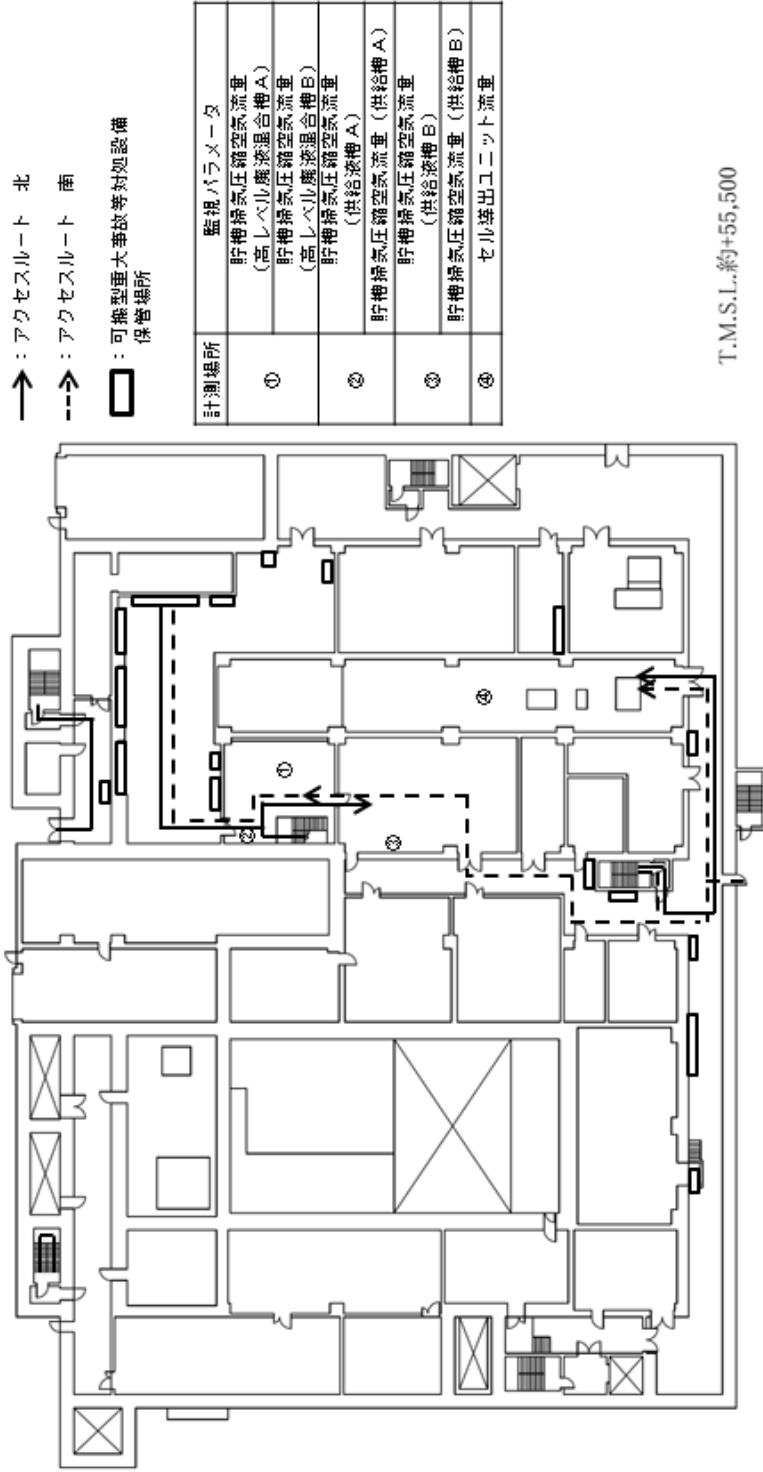 ：アクセスルート 北
：アクセスルート 南
：可搬型重大事故等対処設備
保管場所
計測場所 監視パラメータ
① 貯槽掃気圧縮空気流量
（高レベル廃液混合槽A）
貯槽掃気圧縮空気流量
（高レベル廃液混合槽B）
② 貯槽掃気圧縮空気流量
（供給液槽A）
貯槽掃気圧縮空気流量（供給槽A）
③ 貯槽掃気圧縮空気流量
（供給液槽B）
貯槽掃気圧縮空気流量（供給槽B）
④ セル導出ユニット流量
①
②
③
④
T.M.S.L.約+55,500